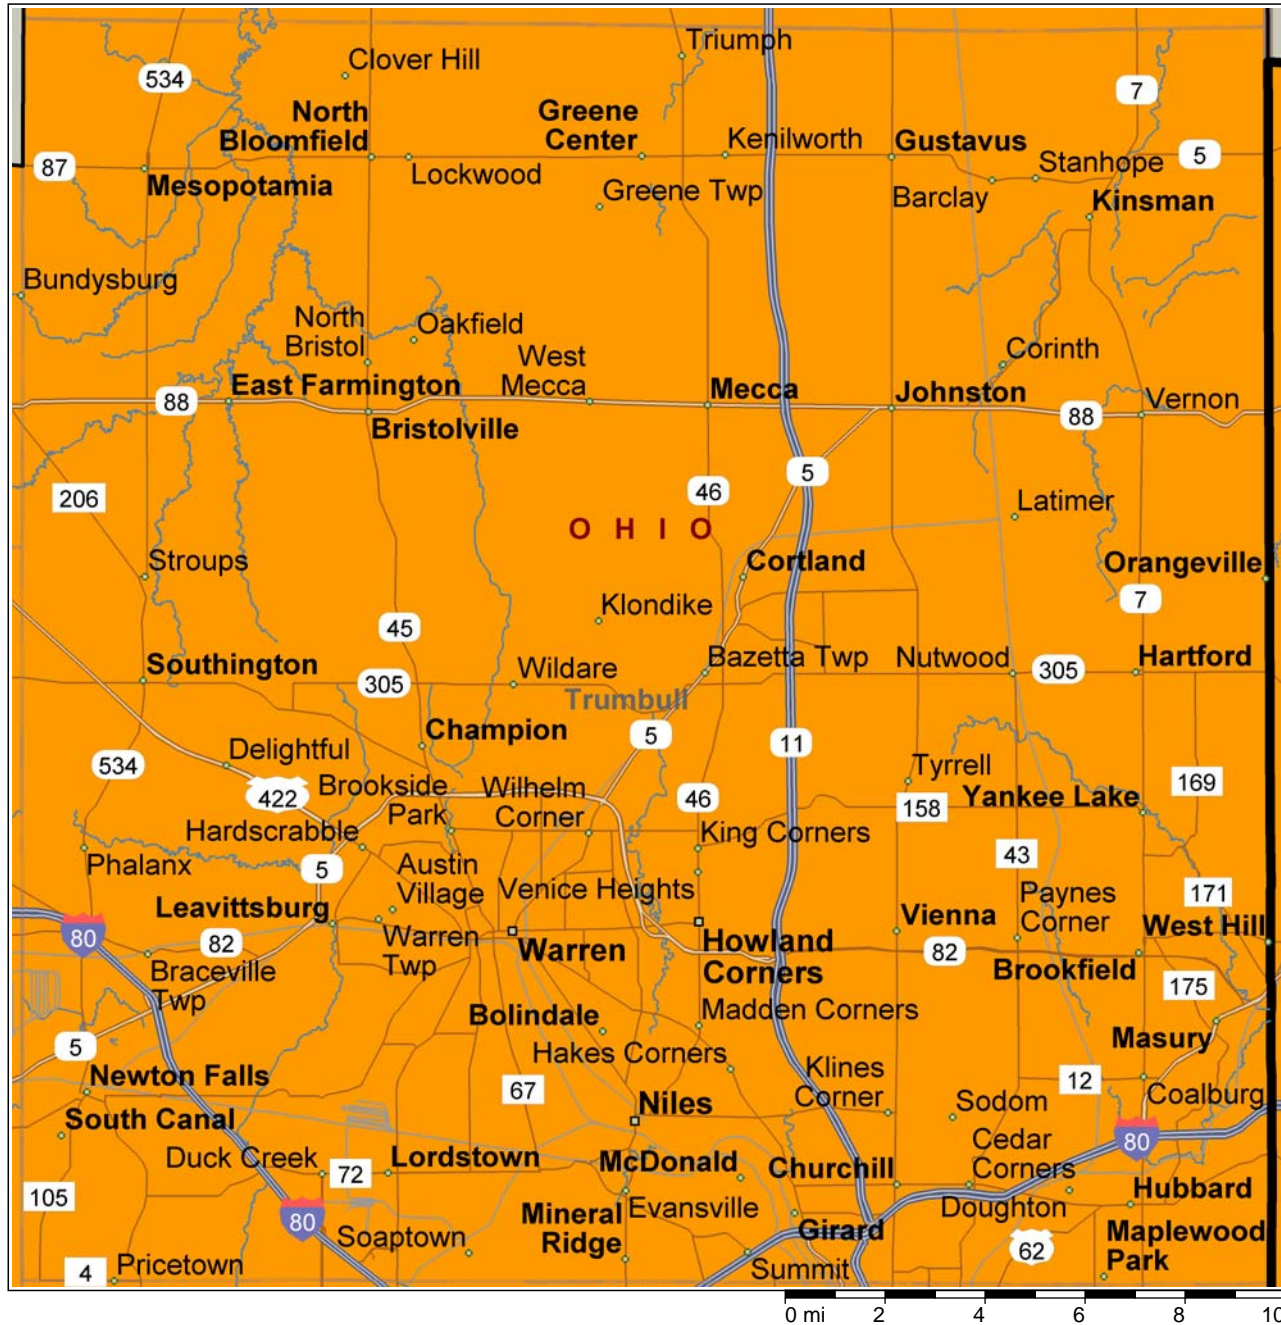 Triumph
Clover Hill
534
7
North
Bloomfield
Greene
Center
Kenilworth
Gustavus
Stanhope
5
87
Mesopotamia
Lockwood
Greene Twp
Barclay
Kinsman
Bundysburg
North
Bristol
Oakfield
West
Mecca
Corinth
88
East Farmington
Mecca
Johnston
88
Vernon
Bristolville
206
46
5
Latimer
OHIO
Stroups
Cortland
Orangeville
7
Klondike
45
Southington
305
Wildare
Bazetta Twp
Nutwood
305
Hartford
Trumbull
Champion
5
11
534
Delightful
422
Brookside
Park
Wilhelm
Corner
46
Tyrrell
158
Yankee Lake
169
Hardscrabble
King Corners
Phalanx
5
Austin
Village
Venice Heights
43
Paynes
Corner
171
Leavittsburg
Vienna
West Hill
80
82
Warren
Twp
Warren
Howland
Corners
82
Brookfield
Braceville
Twp
175
Bolindale
Madden Corners
Masury
5
Hakes Corners
Klines
Corner
12
Newton Falls
67
Niles
Sodom
Coalburg
South Canal
Cedar
Corners
80
Duck Creek
72
Lordstown
McDonald
Churchill
Hubbard
105
Evansville
Doughton
80
Mineral
Ridge
Girard
62
Maplewood
Park
Soaptown
Pricetown
4
Summit
0 mi 2 4 6 8 10